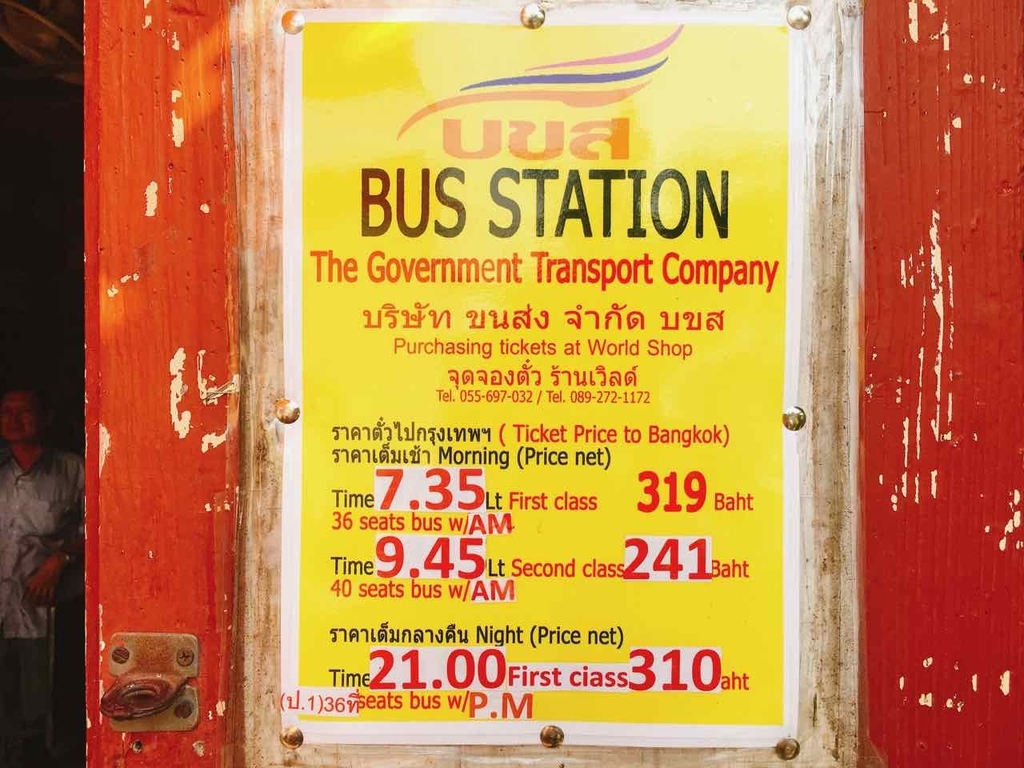 บขส
BUS STATION
The Government Transport Company
บริษัท ขนส่ง จำกัด บขส
Purchasing tickets at World Shop
จุดจองตั๋ว ร้านเวิลด์
Tel. 055-697-032 / Tel. 089-272-1172
ราคาตั๋วไปกรุงเทพฯ ( Ticket Price to Bangkok)
ราคาเต็มเช้า Morning (Price net)
Time 7.35 Lt First class 319 Baht
36 seats bus w/AM
Time 9.45 Lt Second class 241 Baht
40 seats bus w/AM
ราคาเต็มกลางคืน Night (Price net)
Time 21.00 First ciass 310 aht
(ป.1)36ที่ seats bus w/P.M